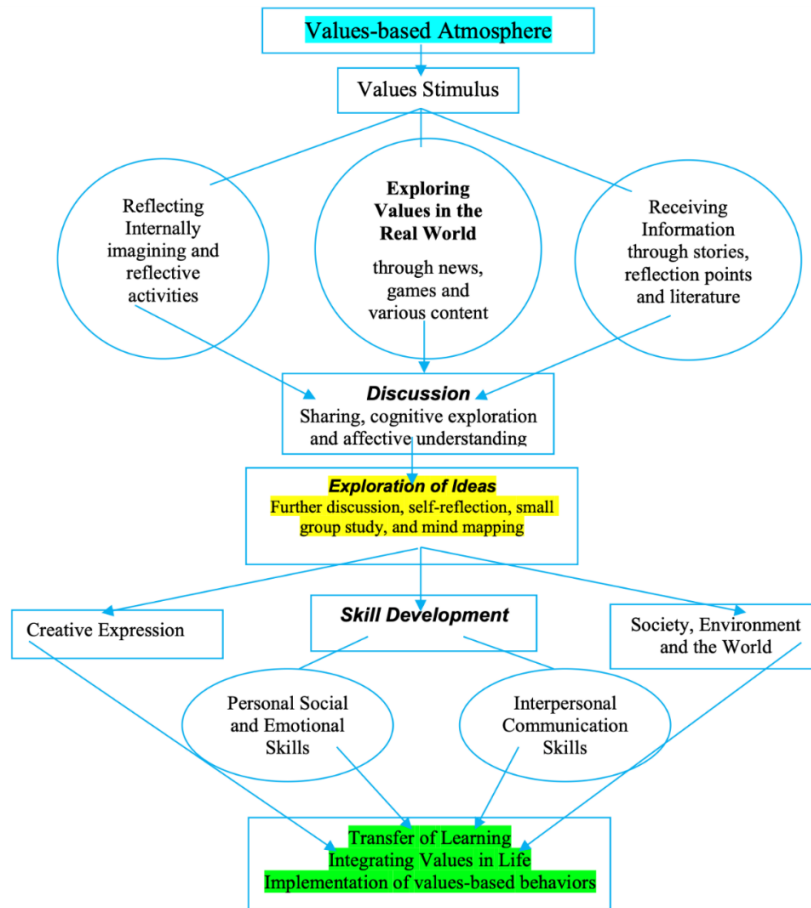 Values-based Atmosphere
Values Stimulus
Reflecting
Internally
imagining and
reflective
activities
Exploring
Values in the
Real World
through news,
games and
various content
Receiving
Information
through stories,
reflection points
and literature
Discussion
Sharing, cognitive exploration
and affective understanding
Exploration of Ideas
Further discussion, self-reflection, small
group study, and mind mapping
Creative Expression
Skill Development
Society, Environment
and the World
Personal Social
and Emotional
Skills
Interpersonal
Communication
Skills
Transfer of Learning
Integrating Values in Life
Implementation of values-based behaviors